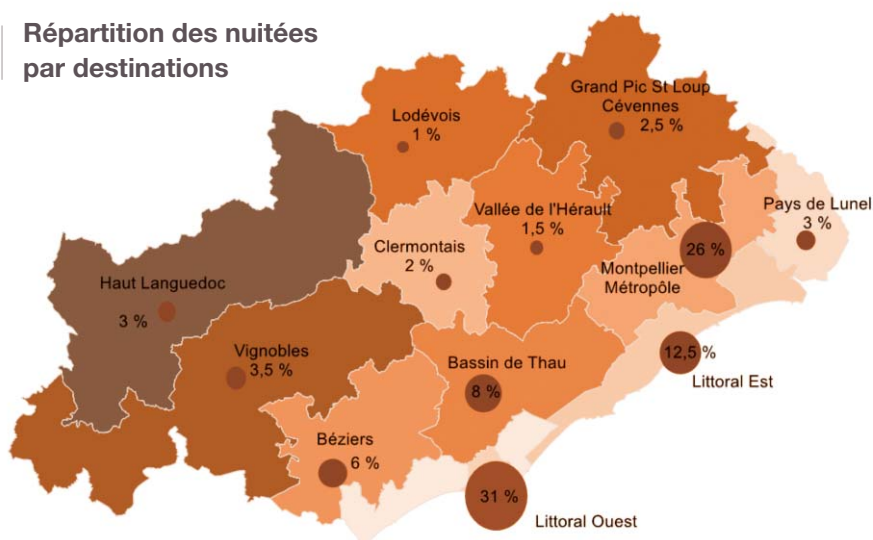 Répartition des nuitées
par destinations
Grand Pic St Loup
Cévennes
2,5 %
Lodévois
1 %
Pays de Lunel
3 %
Vallée de l'Hérault
1,5 %
Clermontais
2 %
26 %
Montpellier
Métropôle
Haut Languedoc
3 %
Vignobles
3,5 %
Bassin de Thau
8 %
12,5 %
Littoral Est
Béziers
6 %
31 %
Littoral Ouest